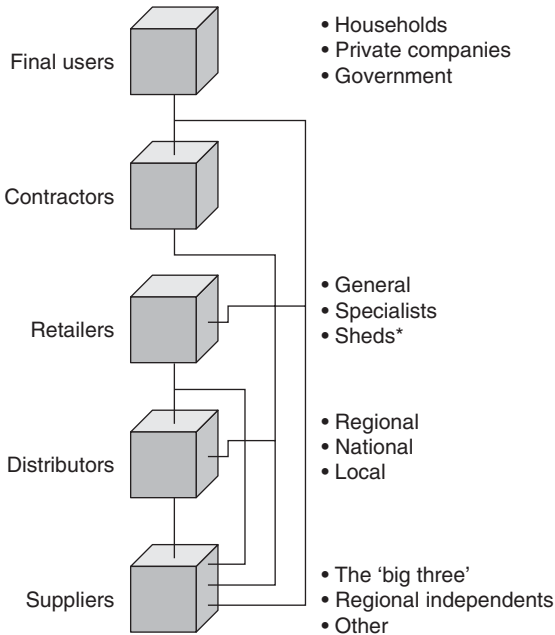 Final users
• Households
• Private companies
• Government
Contractors
Retailers
• General
• Specialists
• Sheds*
Distributors
• Regional
• National
• Local
Suppliers
• The ‘big three’
• Regional independents
• Other